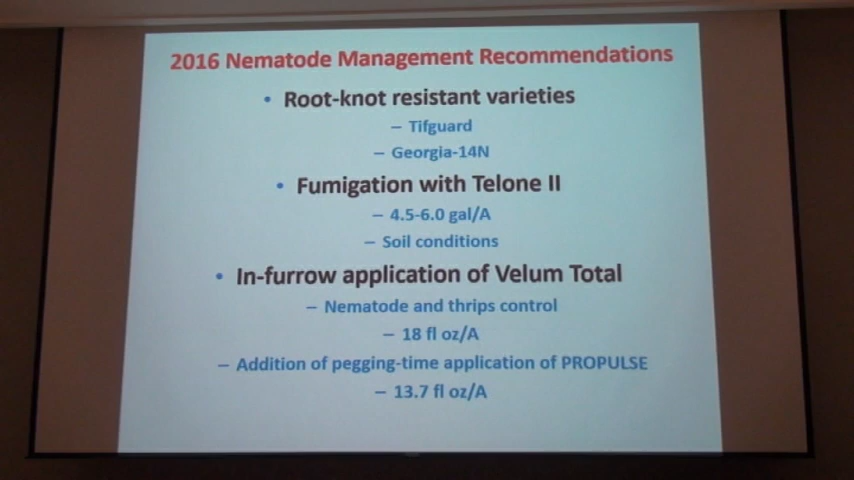 2016 Nematode Management Recommendations
• Root-knot resistant varieties
– Tifguard
– Georgia-14N
• Fumigation with Telone II
– 4.5-6.0 gal/A
– Soil conditions
• In-furrow application of Velum Total
– Nematode and thrips control
– 18 fl oz/A
– Addition of pegging-time application of PROPULSE
– 13.7 fl oz/A